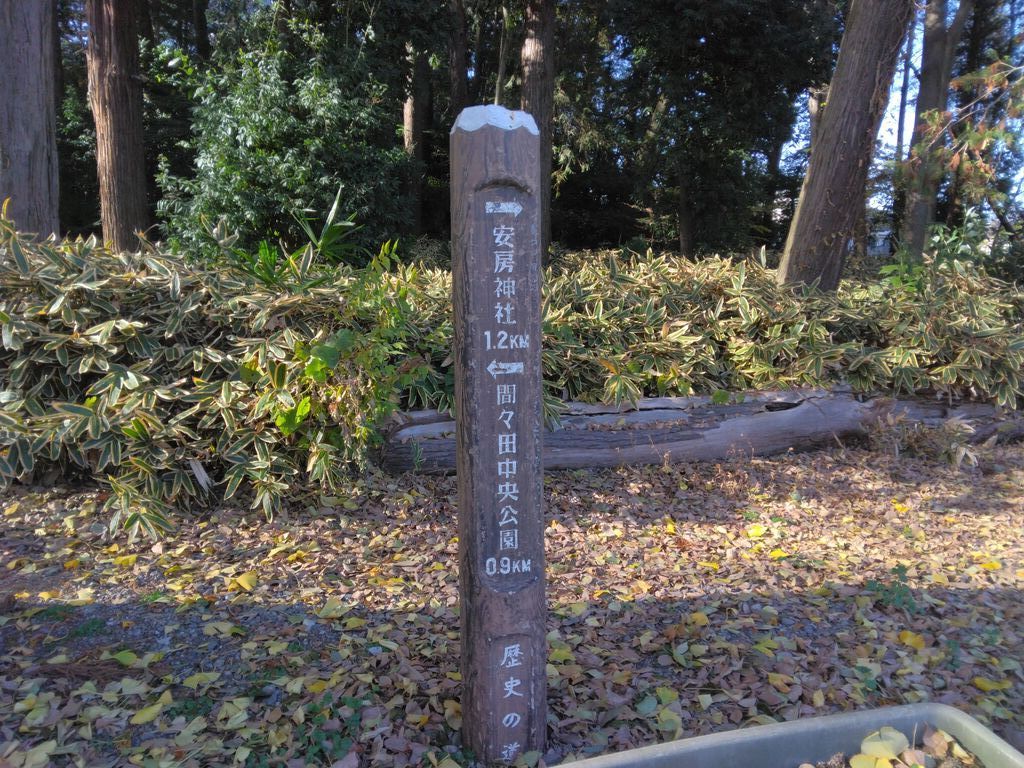 →
安房神社
1.2KM
←
間々田中央公園
0.9KM
歴史の道